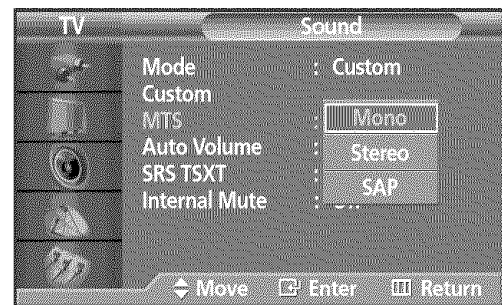 TV Sound
Mode : Custom
Custom
MTS : Mono
Auto Volume : Stereo
SRS TSXT : SAP
Internal Mute :
Move Enter Return